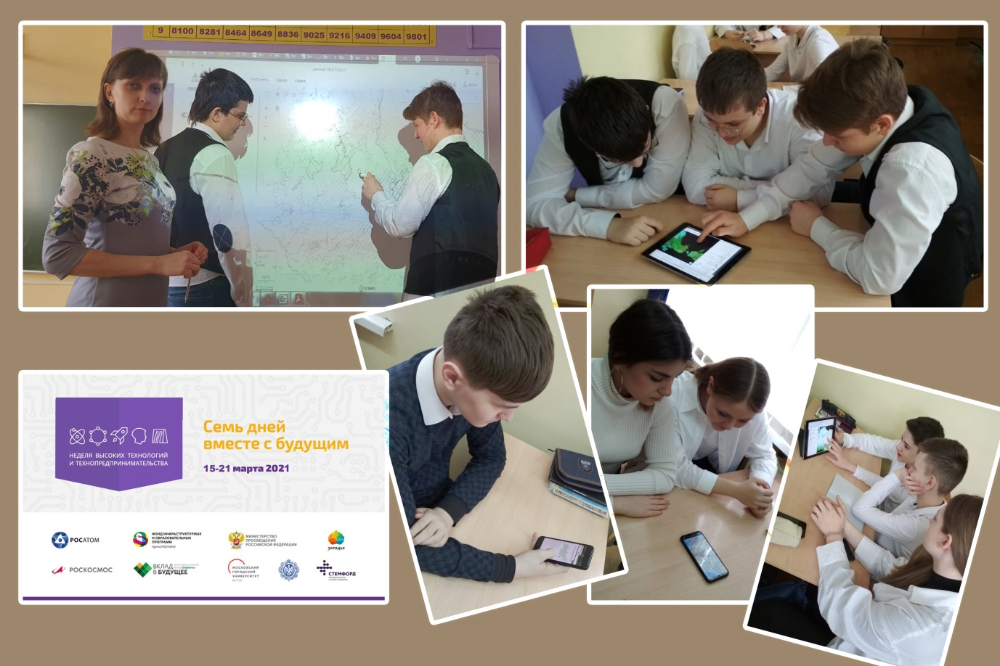 9 8100 8281 8464 8649 8836 9025 9216 9409 9604 9801
Семь дней
вместе с будущим
15-21 марта 2021
НЕДЕЛЯ ВЫСОКИХ ТЕХНОЛОГИЙ
И ТЕХНОПРЕДПРИНИМАТЕЛЬСТВА
РОСАТОМ
ФОНД ИНФРАСТРУКТУРНЫХ
И ОБРАЗОВАТЕЛЬНЫХ
ПРОГРАММ
Группа РОСНАНО
МИНИСТЕРСТВО
ПРОСВЕЩЕНИЯ
РОССИЙСКОЙ ФЕДЕРАЦИИ
ЗАРЯДЬЕ
РОСКОСМОС
ВКЛАД
В БУДУЩЕЕ
МОСКОВСКИЙ
ГОРОДСКОЙ
УНИВЕРСИТЕТ
МГПУ
СТЕМФОРД